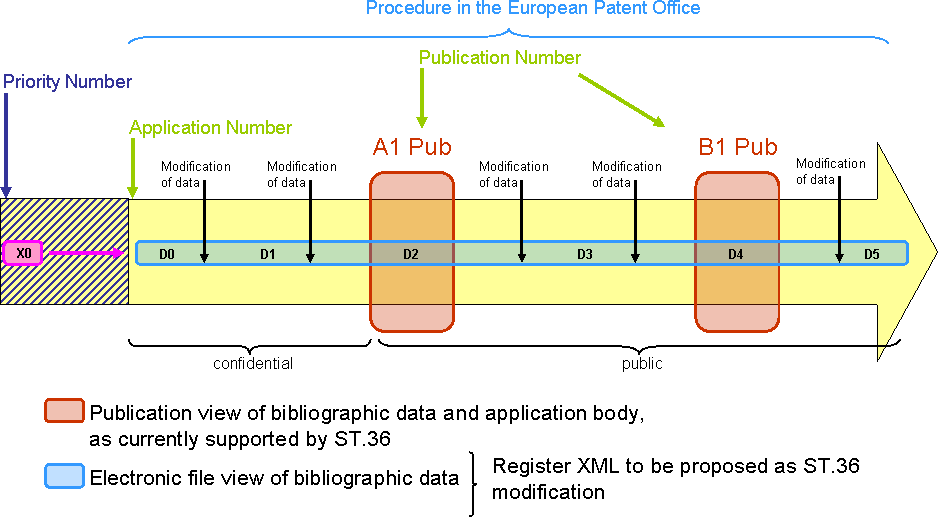 Procedure in the European Patent Office
Publication Number
Priority Number
Application Number
A1 Pub
B1 Pub
Modification
of data
Modification
of data
Modification
of data
Modification
of data
Modification
of data
X0
D0
D1
D2
D3
D4
D5
confidential
public
Publication view of bibliographic data and application body,
as currently supported by ST.36
Electronic file view of bibliographic data
Register XML to be proposed as ST.36
modification